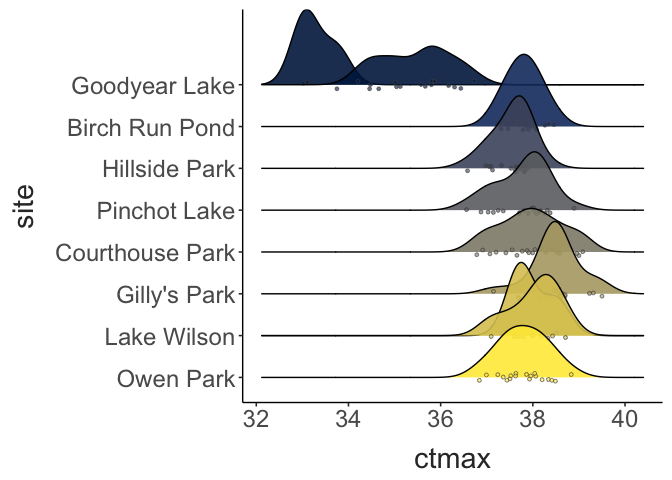 site
Goodyear Lake
Birch Run Pond
Hillside Park
Pinchot Lake
Courthouse Park
Gilly's Park
Lake Wilson
Owen Park
32 34 36 38 40
ctmax